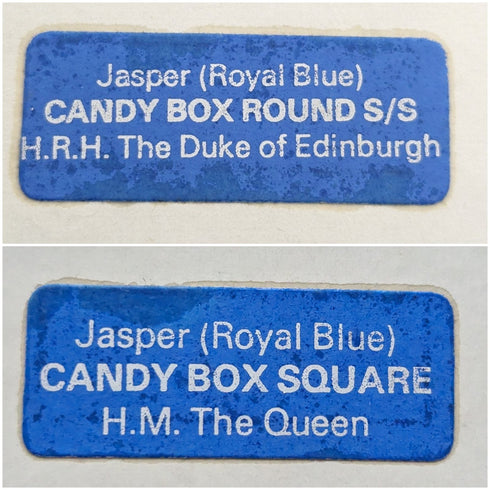 Jasper (Royal Blue)
CANDY BOX ROUND S/S
H.R.H. The Duke of Edinburgh
Jasper (Royal Blue)
CANDY BOX SQUARE
H.M. The Queen